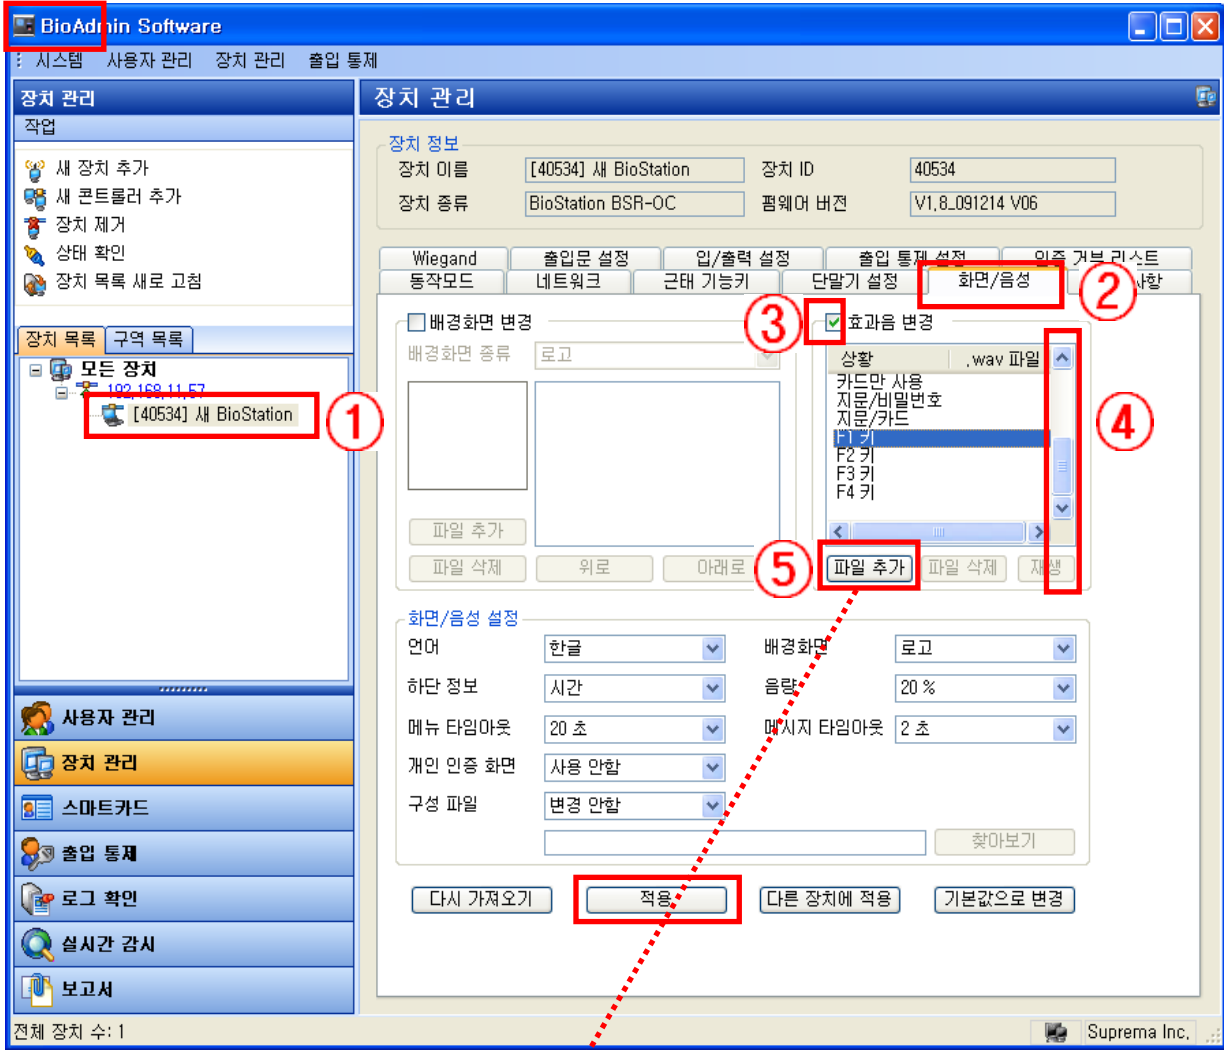 BioAdmin Software
시스템 사용자 관리 장치 관리 출입 통제
장치 관리
작업
새 장치 추가
새 콘트롤러 추가
장치 제거
상태 확인
장치 목록 새로 고침
장치 목록 구역 목록
모든 장치
192.168.11.57
[40534] 새 BioStation
①
사용자 관리
장치 관리
스마트카드
출입 통제
로그 확인
실시간 감시
보고서
장치 관리
장치 정보
장치 이름 [40534] 새 BioStation 장치 ID 40534
장치 종류 BioStation BSR-OC 펌웨어 버전 V1.8_091214 V06
Wiegand 출입문 설정 입/출력 설정 출입 통제 설정 인증 거부 리스트
동작모드 네트워크 근태 기능키 단말기 설정 화면/음성 ② 사항
배경화면 변경
배경화면 종류 로고
파일 추가
파일 삭제 위로 아래로
③ 효과음 변경
상황 .wav 파일
카드만 사용
지문/비밀번호
지문/카드
F1 키
F2 키
F3 키
F4 키
④
⑤ 파일 추가 파일 삭제 재생
화면/음성 설정
언어 한글 배경화면 로고
하단 정보 시간 음량 20 %
메뉴 타임아웃 20 초 메시지 타임아웃 2 초
개인 인증 화면 사용 안함
구성 파일 변경 안함
찾아보기
다시 가져오기 적용 다른 장치에 적용 기본값으로 변경
전체 장치 수: 1 Suprema Inc.